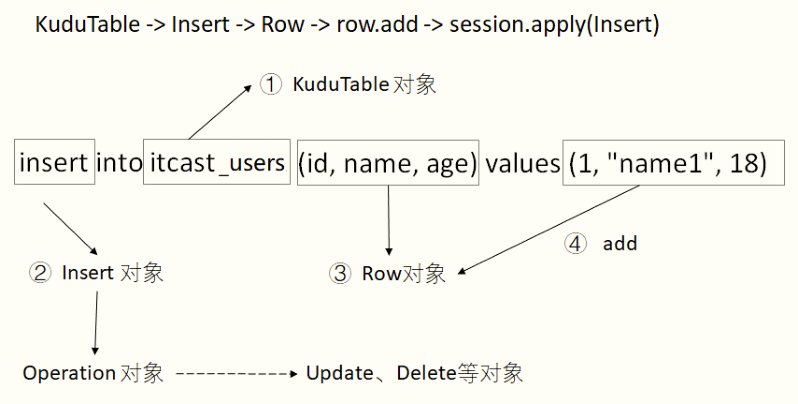 KuduTable -> Insert -> Row -> row.add -> session.apply(Insert)
① KuduTable 对象
insert into itcast_users (id, name, age) values (1, "name1", 18)
④ add
② Insert 对象
③ Row对象
Operation 对象
Update、Delete等对象